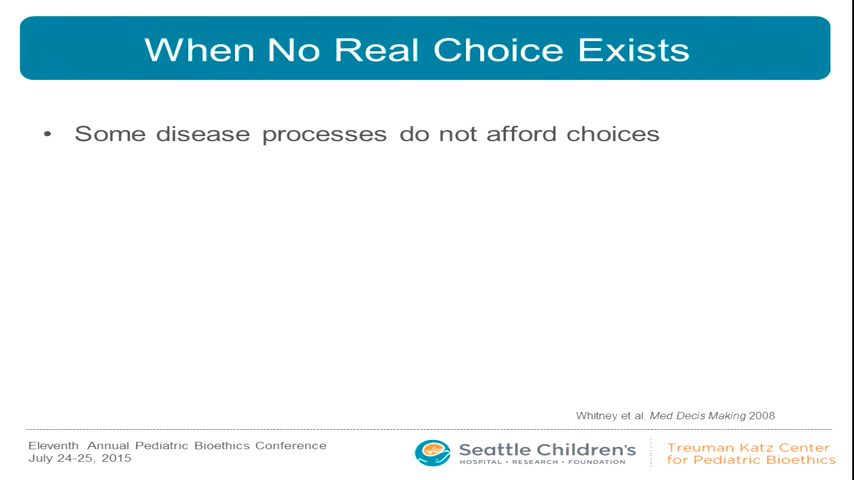 When No Real Choice Exists
• Some disease processes do not afford choices
Whitney et al. Med Decis Making 2008
Eleventh Annual Pediatric Bioethics Conference
July 24-25, 2015
Seattle Children's
HOSPITAL • RESEARCH • FOUNDATION
Treuman Katz Center
for Pediatric Bioethics